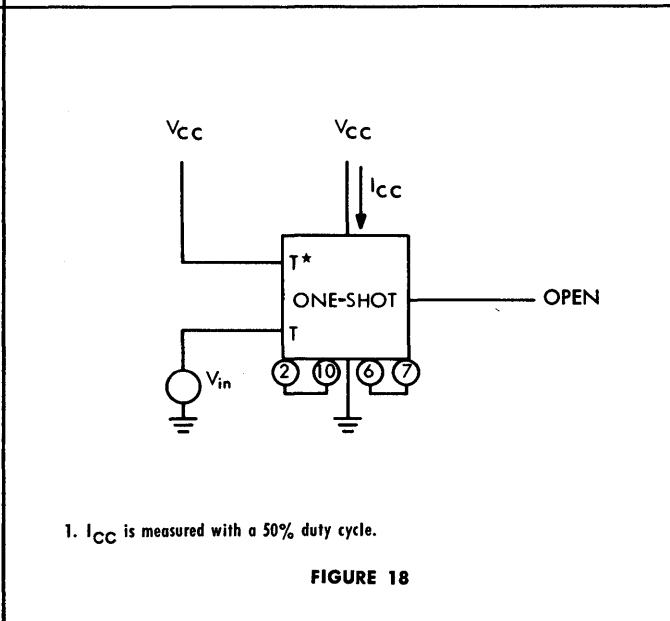 VCC VCC
ICC
T*
ONE-SHOT OPEN
T
Vin
2 10 6 7
1. ICC is measured with a 50% duty cycle.
FIGURE 18